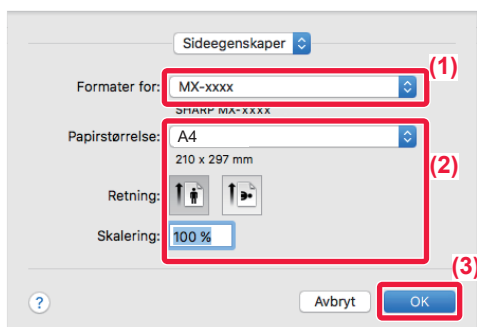 Sideegenskaper
(1)
Formater for: MX-xxxx
SHARP MX-xxxx
Papirstørrelse: A4
210 x 297 mm
(2)
Retning:
Skalering: 100 %
(3)
? Avbryt OK